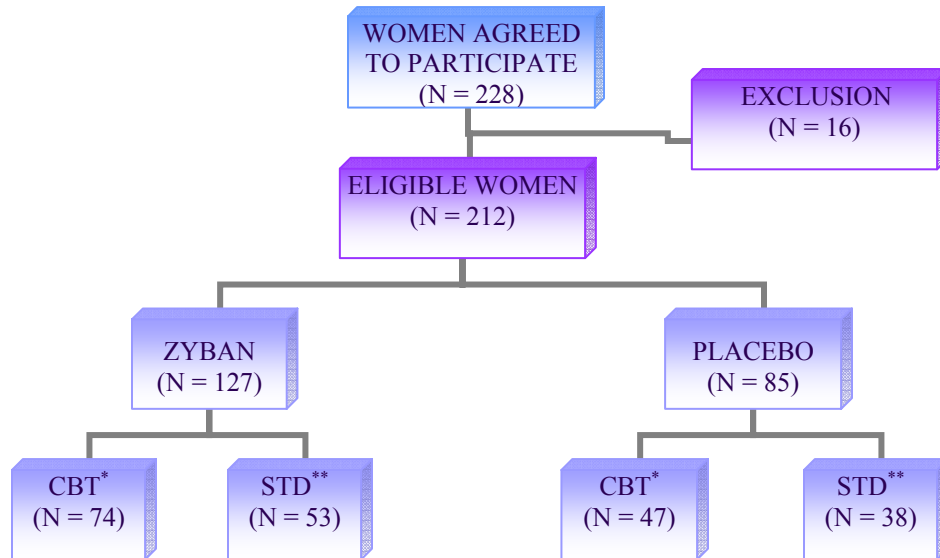 WOMEN AGREED
TO PARTICIPATE
(N = 228)
EXCLUSION
(N = 16)
ELIGIBLE WOMEN
(N = 212)
ZYBAN
(N = 127)
PLACEBO
(N = 85)
CBT*
(N = 74)
STD**
(N = 53)
CBT*
(N = 47)
STD**
(N = 38)